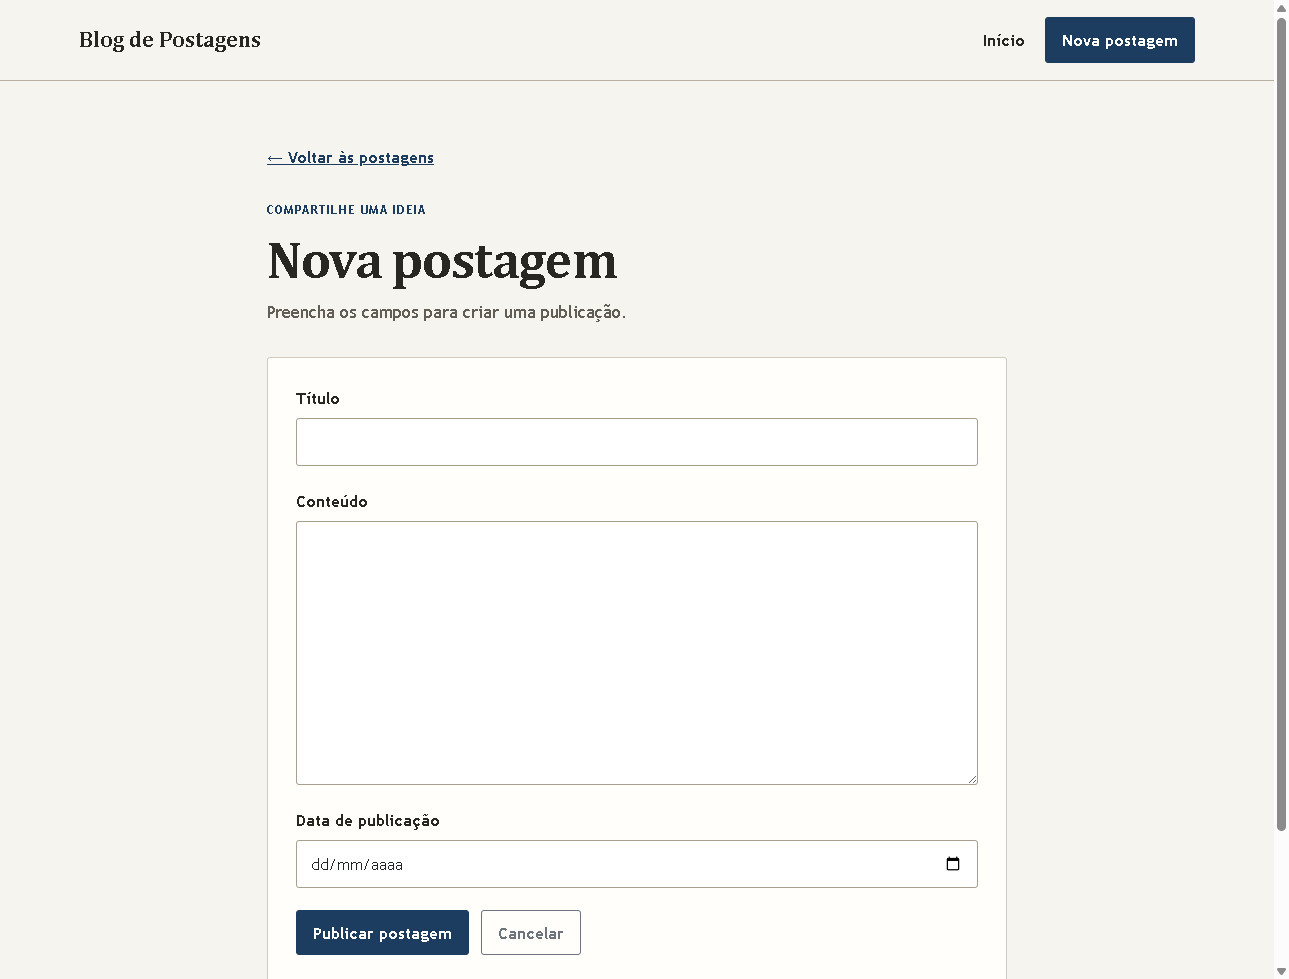 Blog de Postagens
Início
Nova postagem
← Voltar às postagens
COMPARTILHE UMA IDEIA
Nova postagem
Preencha os campos para criar uma publicação.
Título
Conteúdo
Data de publicação
dd/mm/aaaa
Publicar postagem
Cancelar